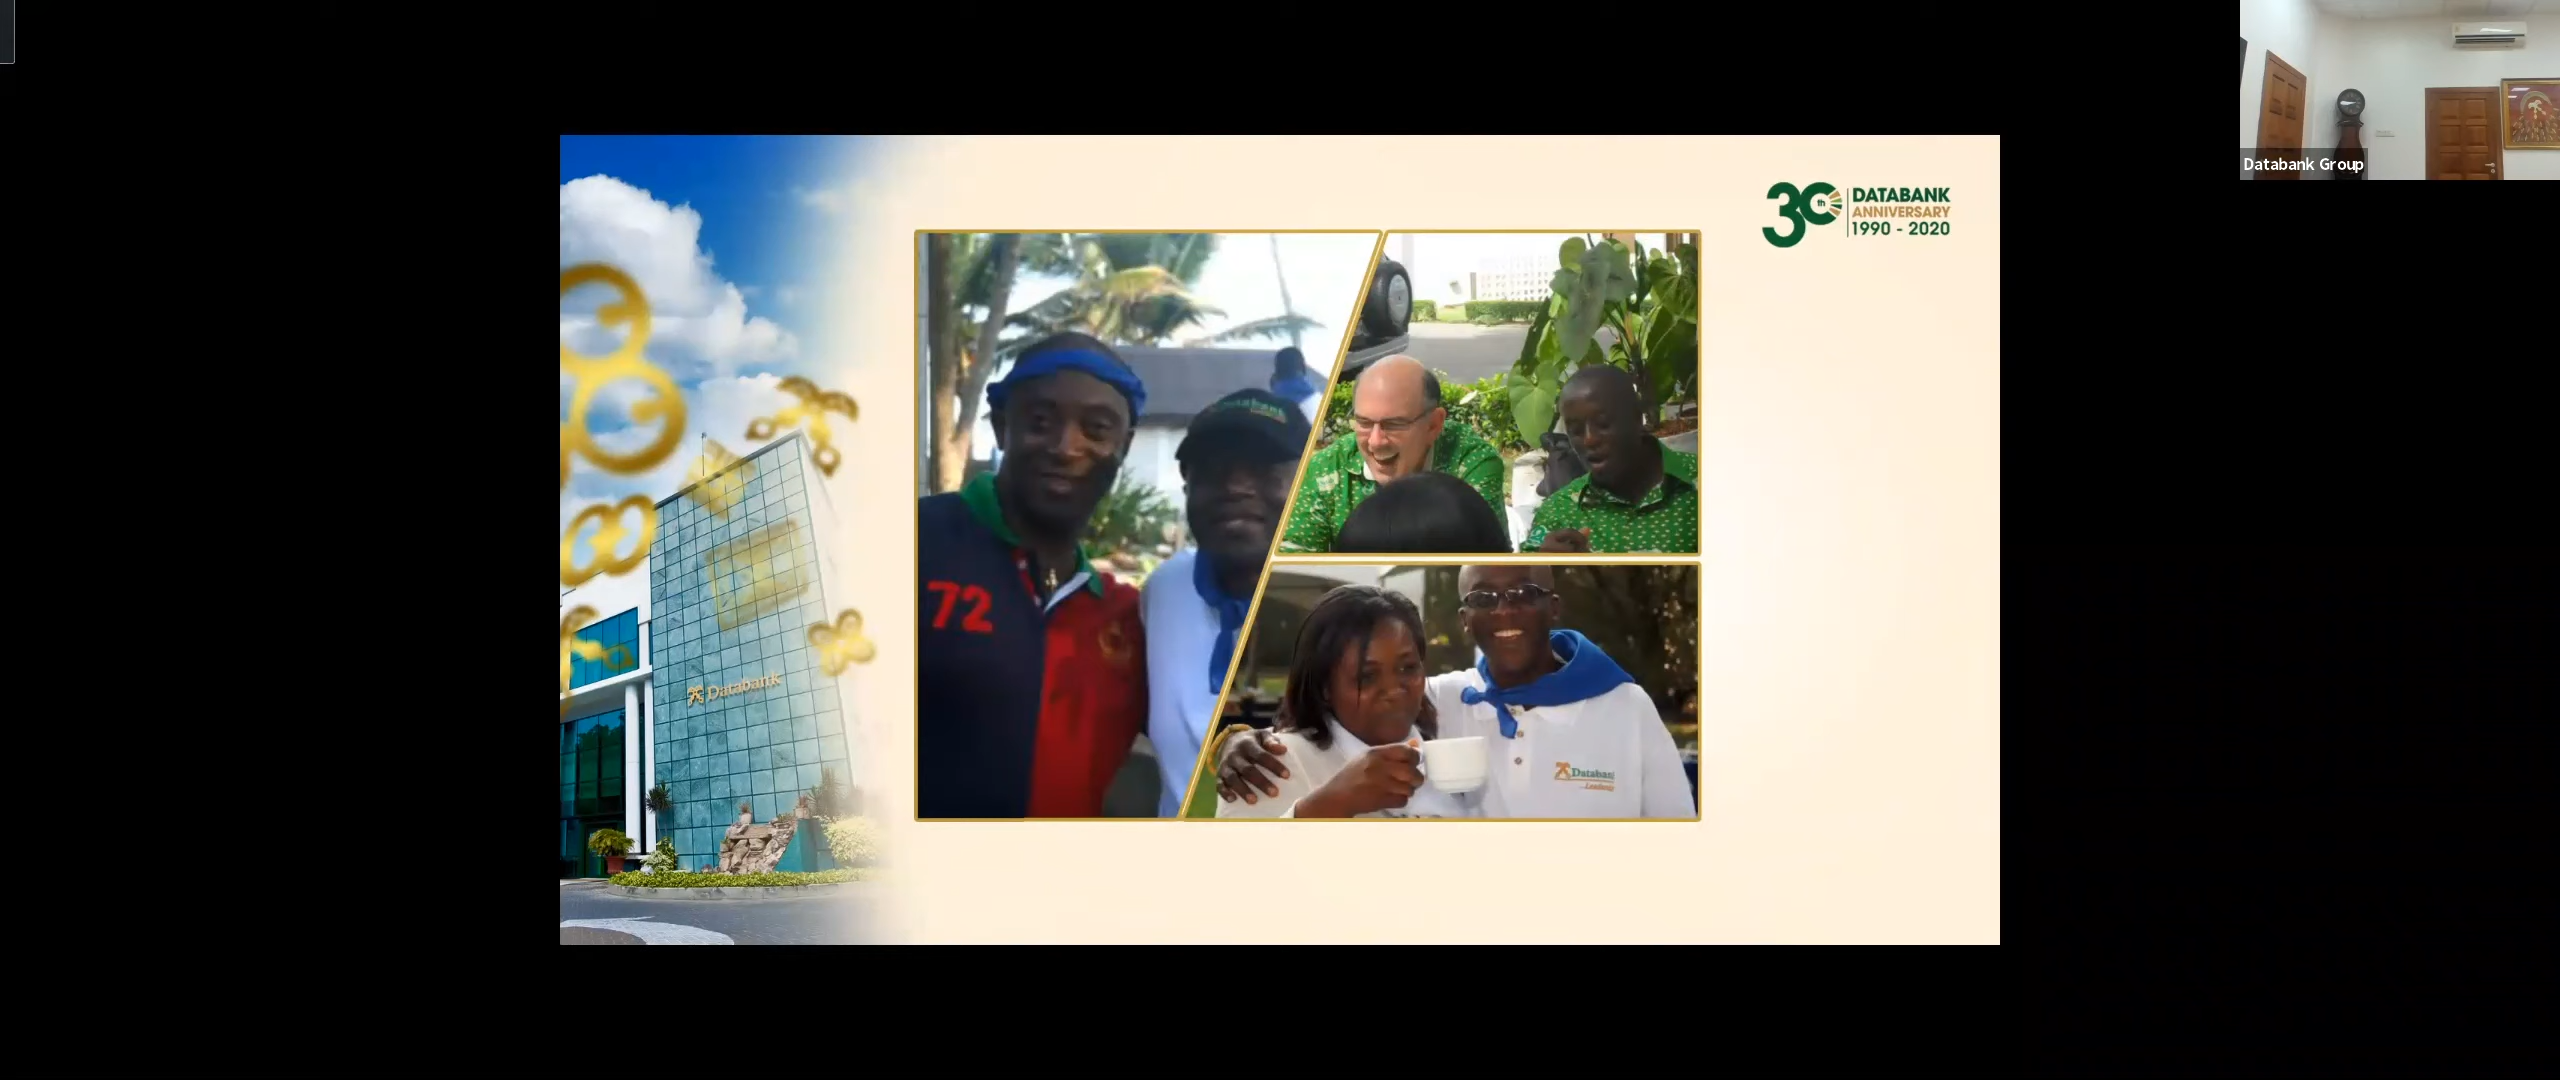 30th
DATABANK
ANNIVERSARY
1990 - 2020
Databank Group
Databank
72
Databank